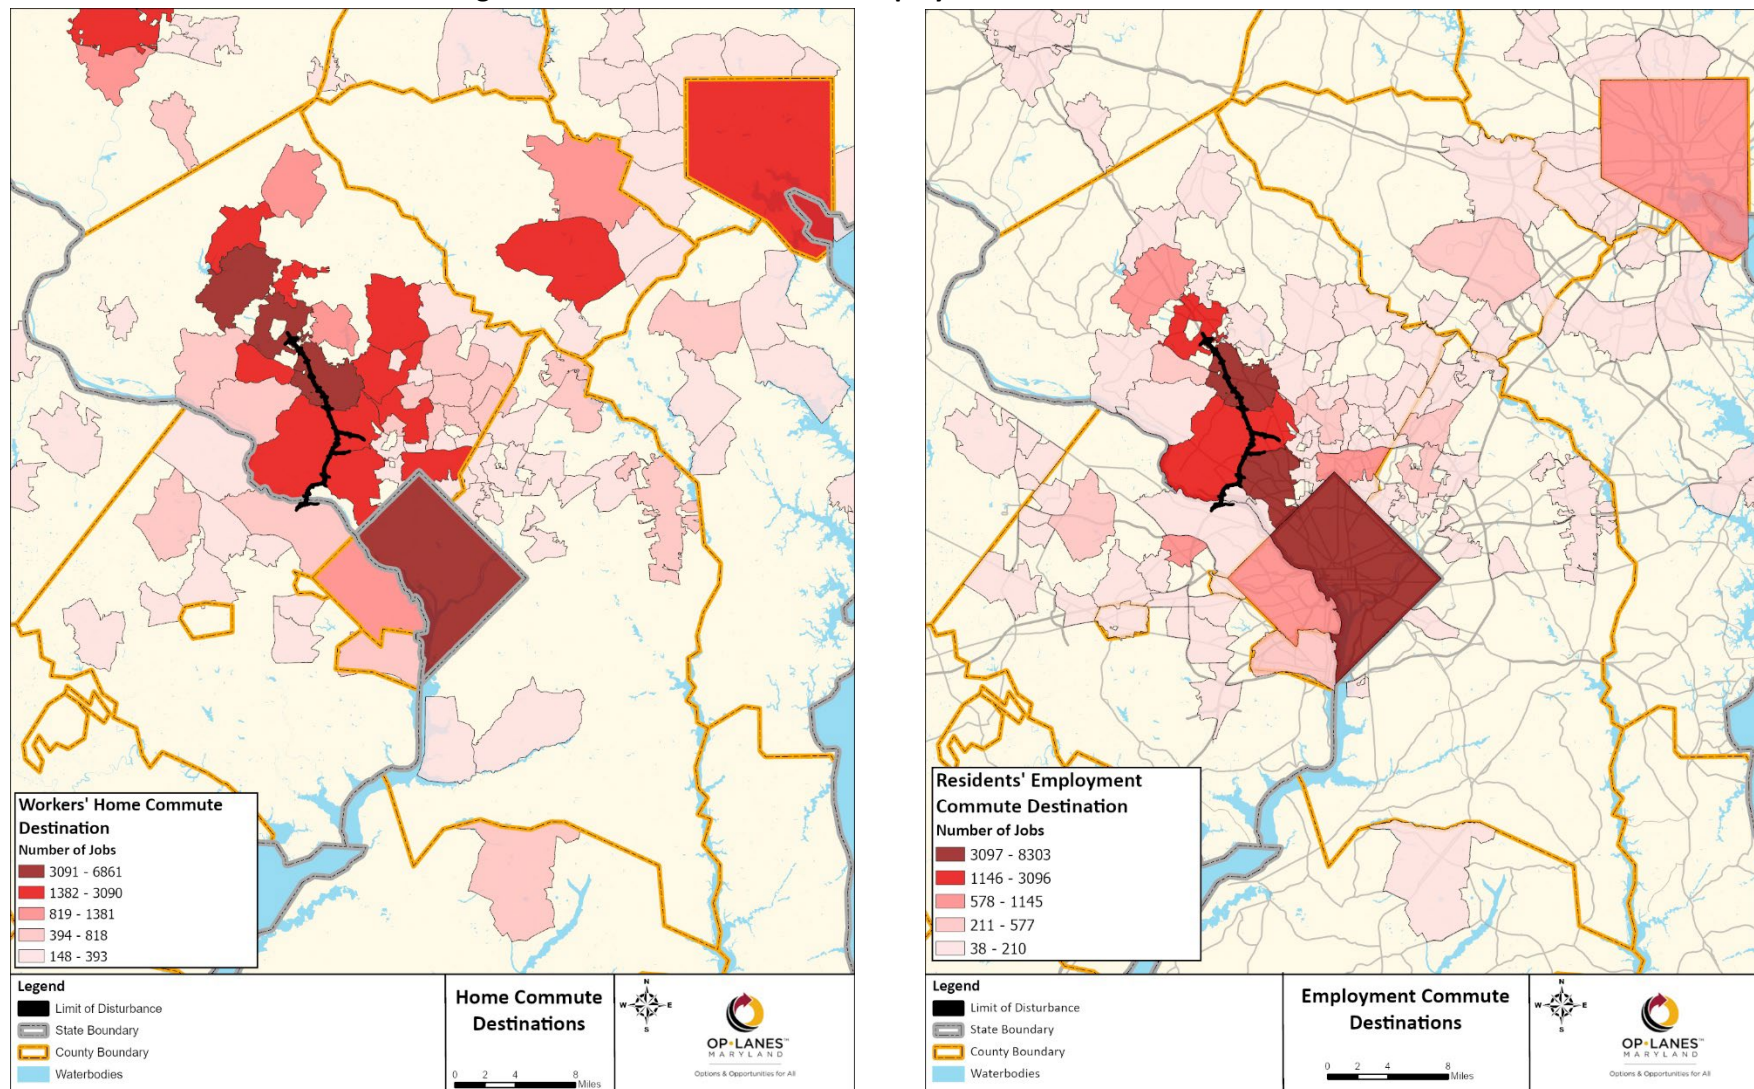 Workers' Home Commute
Destination
Number of Jobs
3091 - 6861
1382 - 3090
819 - 1381
394 - 818
148 - 393
Legend
Limit of Disturbance
State Boundary
County Boundary
Waterbodies
Home Commute
Destinations
0 2 4 8
Miles
N
W E
S
OP•LANES™
MARYLAND
Options & Opportunities for All
Residents' Employment
Commute Destination
Number of Jobs
3097 - 8303
1146 - 3096
578 - 1145
211 - 577
38 - 210
Legend
Limit of Disturbance
State Boundary
County Boundary
Waterbodies
Employment Commute
Destinations
0 2 4 8
Miles
N
W E
S
OP•LANES™
MARYLAND
Options & Opportunities for All